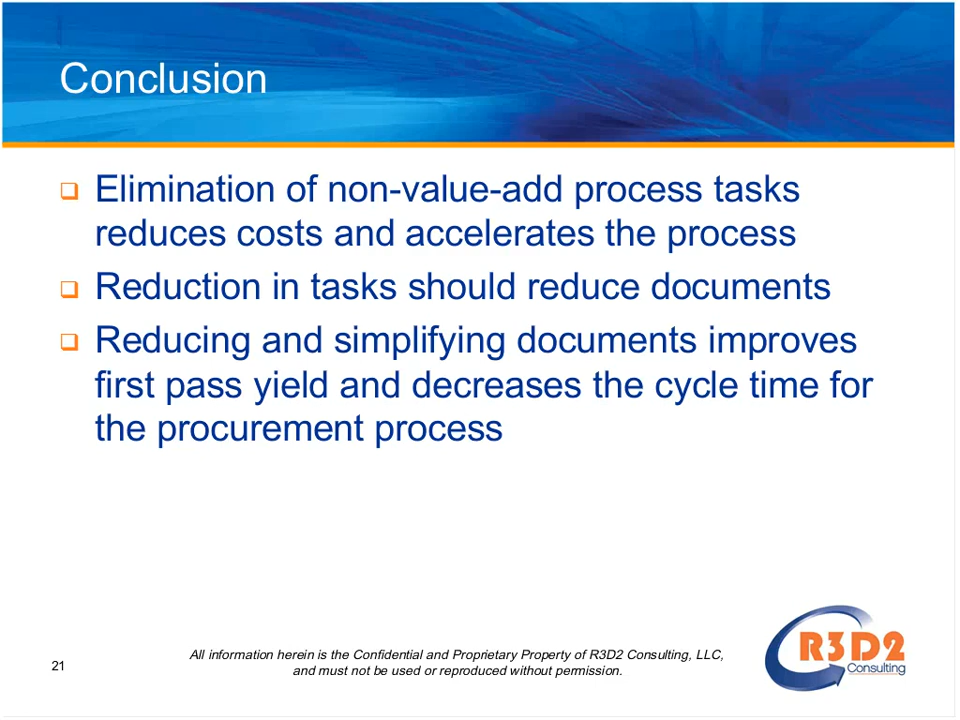 Conclusion
Elimination of non-value-add process tasks
reduces costs and accelerates the process
Reduction in tasks should reduce documents
Reducing and simplifying documents improves
first pass yield and decreases the cycle time for
the procurement process
21
All information herein is the Confidential and Proprietary Property of R3D2 Consulting, LLC,
and must not be used or reproduced without permission.
R3D2
Consulting